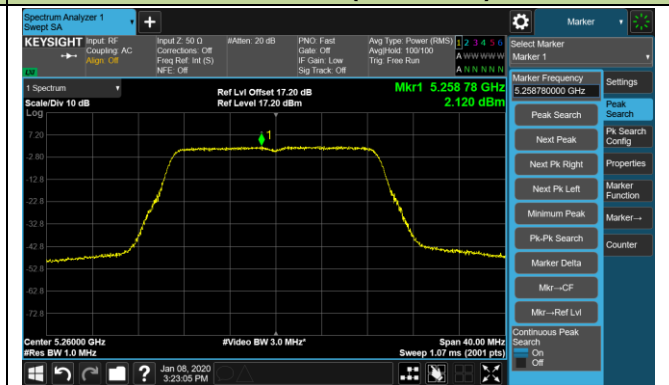 Spectrum Analyzer 1
Swept SA
Marker
KEYSIGHT
Input: RF
Coupling: AC
Align: Off
Input Z: 50 Ω
Corrections: Off
Freq Ref: Int (S)
NFE: Off
#Atten: 20 dB
PNO: Fast
Gate: Off
IF Gain: Low
Sig Track: Off
Avg Type: Power (RMS)
Avg|Hold: 100/100
Trig: Free Run
1 2 3 4 5 6
A W W W W W
A N N N N N
Select Marker
Marker 1
1 Spectrum
Scale/Div 10 dB
Log
Ref Lvl Offset 17.20 dB
Ref Level 17.20 dBm
Mkr1 5.258 78 GHz
2.120 dBm
Marker Frequency
5.258780000 GHz
Peak Search
Next Peak
Next Pk Right
Next Pk Left
Minimum Peak
Pk-Pk Search
Marker Delta
Mkr→CF
Mkr→Ref Lvl
Continuous Peak
Search
On
Off
Settings
Peak
Search
Pk Search
Config
Properties
Marker
Function
Marker→
Counter
1
7.20
-2.80
-12.8
-22.8
-32.8
-42.8
-52.8
-62.8
-72.8
Center 5.26000 GHz
#Res BW 1.0 MHz
#Video BW 3.0 MHz*
Span 40.00 MHz
Sweep 1.07 ms (2001 pts)
?
Jan 08, 2020
3:23:05 PM